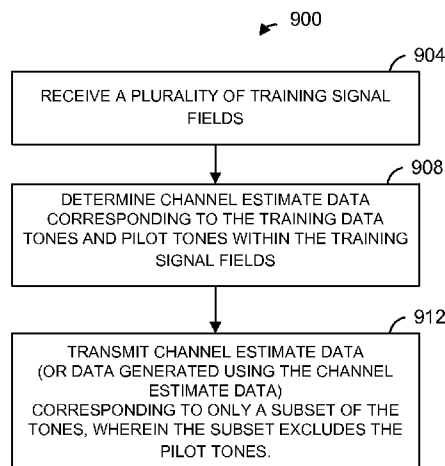 900
904
RECEIVE A PLURALITY OF TRAINING SIGNAL
FIELDS
908
DETERMINE CHANNEL ESTIMATE DATA
CORRESPONDING TO THE TRAINING DATA
TONES AND PILOT TONES WITHIN THE TRAINING
SIGNAL FIELDS
912
TRANSMIT CHANNEL ESTIMATE DATA
(OR DATA GENERATED USING THE CHANNEL
ESTIMATE DATA)
CORRESPONDING TO ONLY A SUBSET OF THE
TONES, WHEREIN THE SUBSET EXCLUDES THE
PILOT TONES.